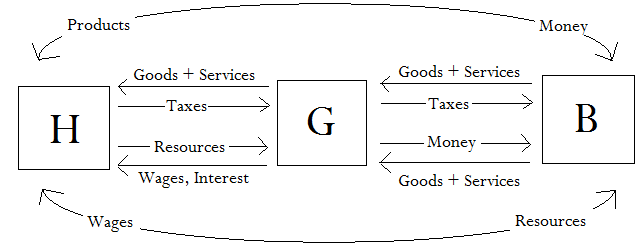 Products Money
Goods + Services Goods + Services
Taxes Taxes
H G B
Resources Money
Wages, Interest Goods + Services
Wages Resources